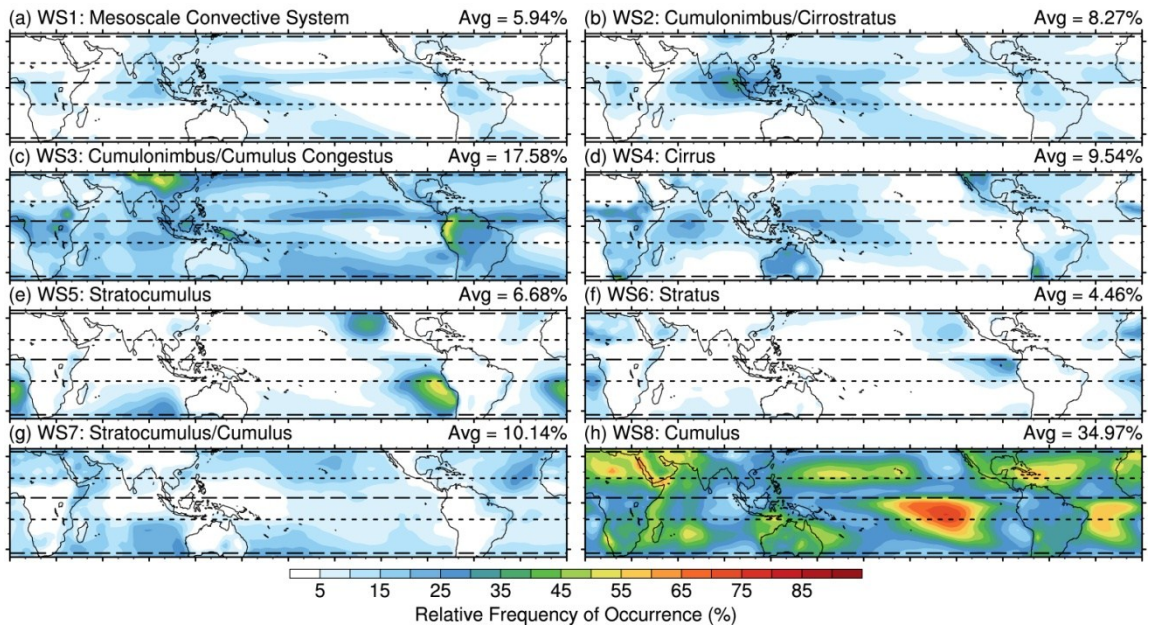 (a) WS1: Mesoscale Convective System Avg = 5.94%
(b) WS2: Cumulonimbus/Cirrostratus Avg = 8.27%
(c) WS3: Cumulonimbus/Cumulus Congestus Avg = 17.58%
(d) WS4: Cirrus Avg = 9.54%
(e) WS5: Stratocumulus Avg = 6.68%
(f) WS6: Stratus Avg = 4.46%
(g) WS7: Stratocumulus/Cumulus Avg = 10.14%
(h) WS8: Cumulus Avg = 34.97%
5 15 25 35 45 55 65 75 85
Relative Frequency of Occurrence (%)